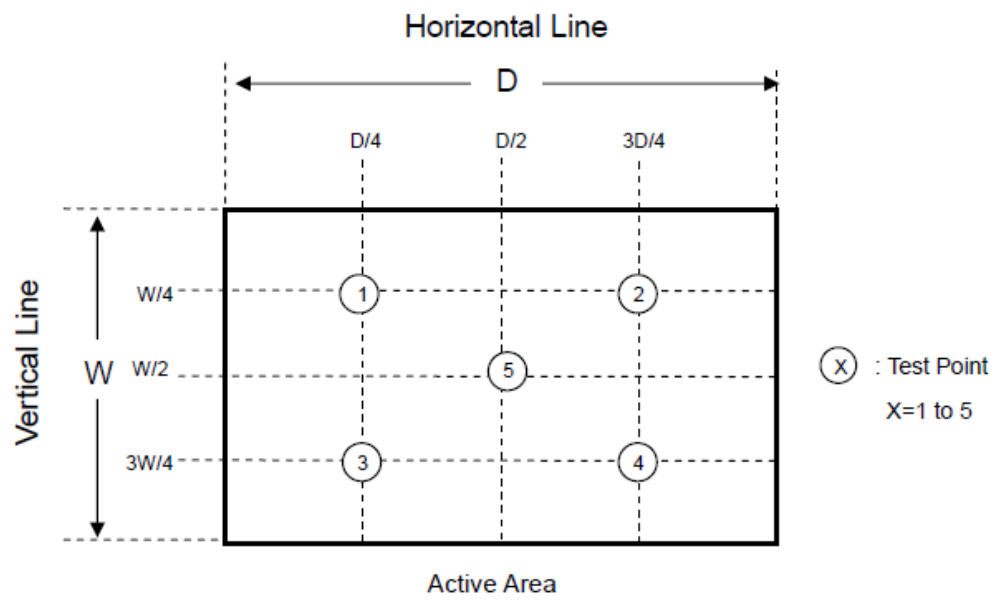 Horizontal Line
D
D/4 D/2 3D/4
Vertical Line
W
W/4
W/2
3W/4
1 2
5
3 4
X : Test Point
X=1 to 5
Active Area